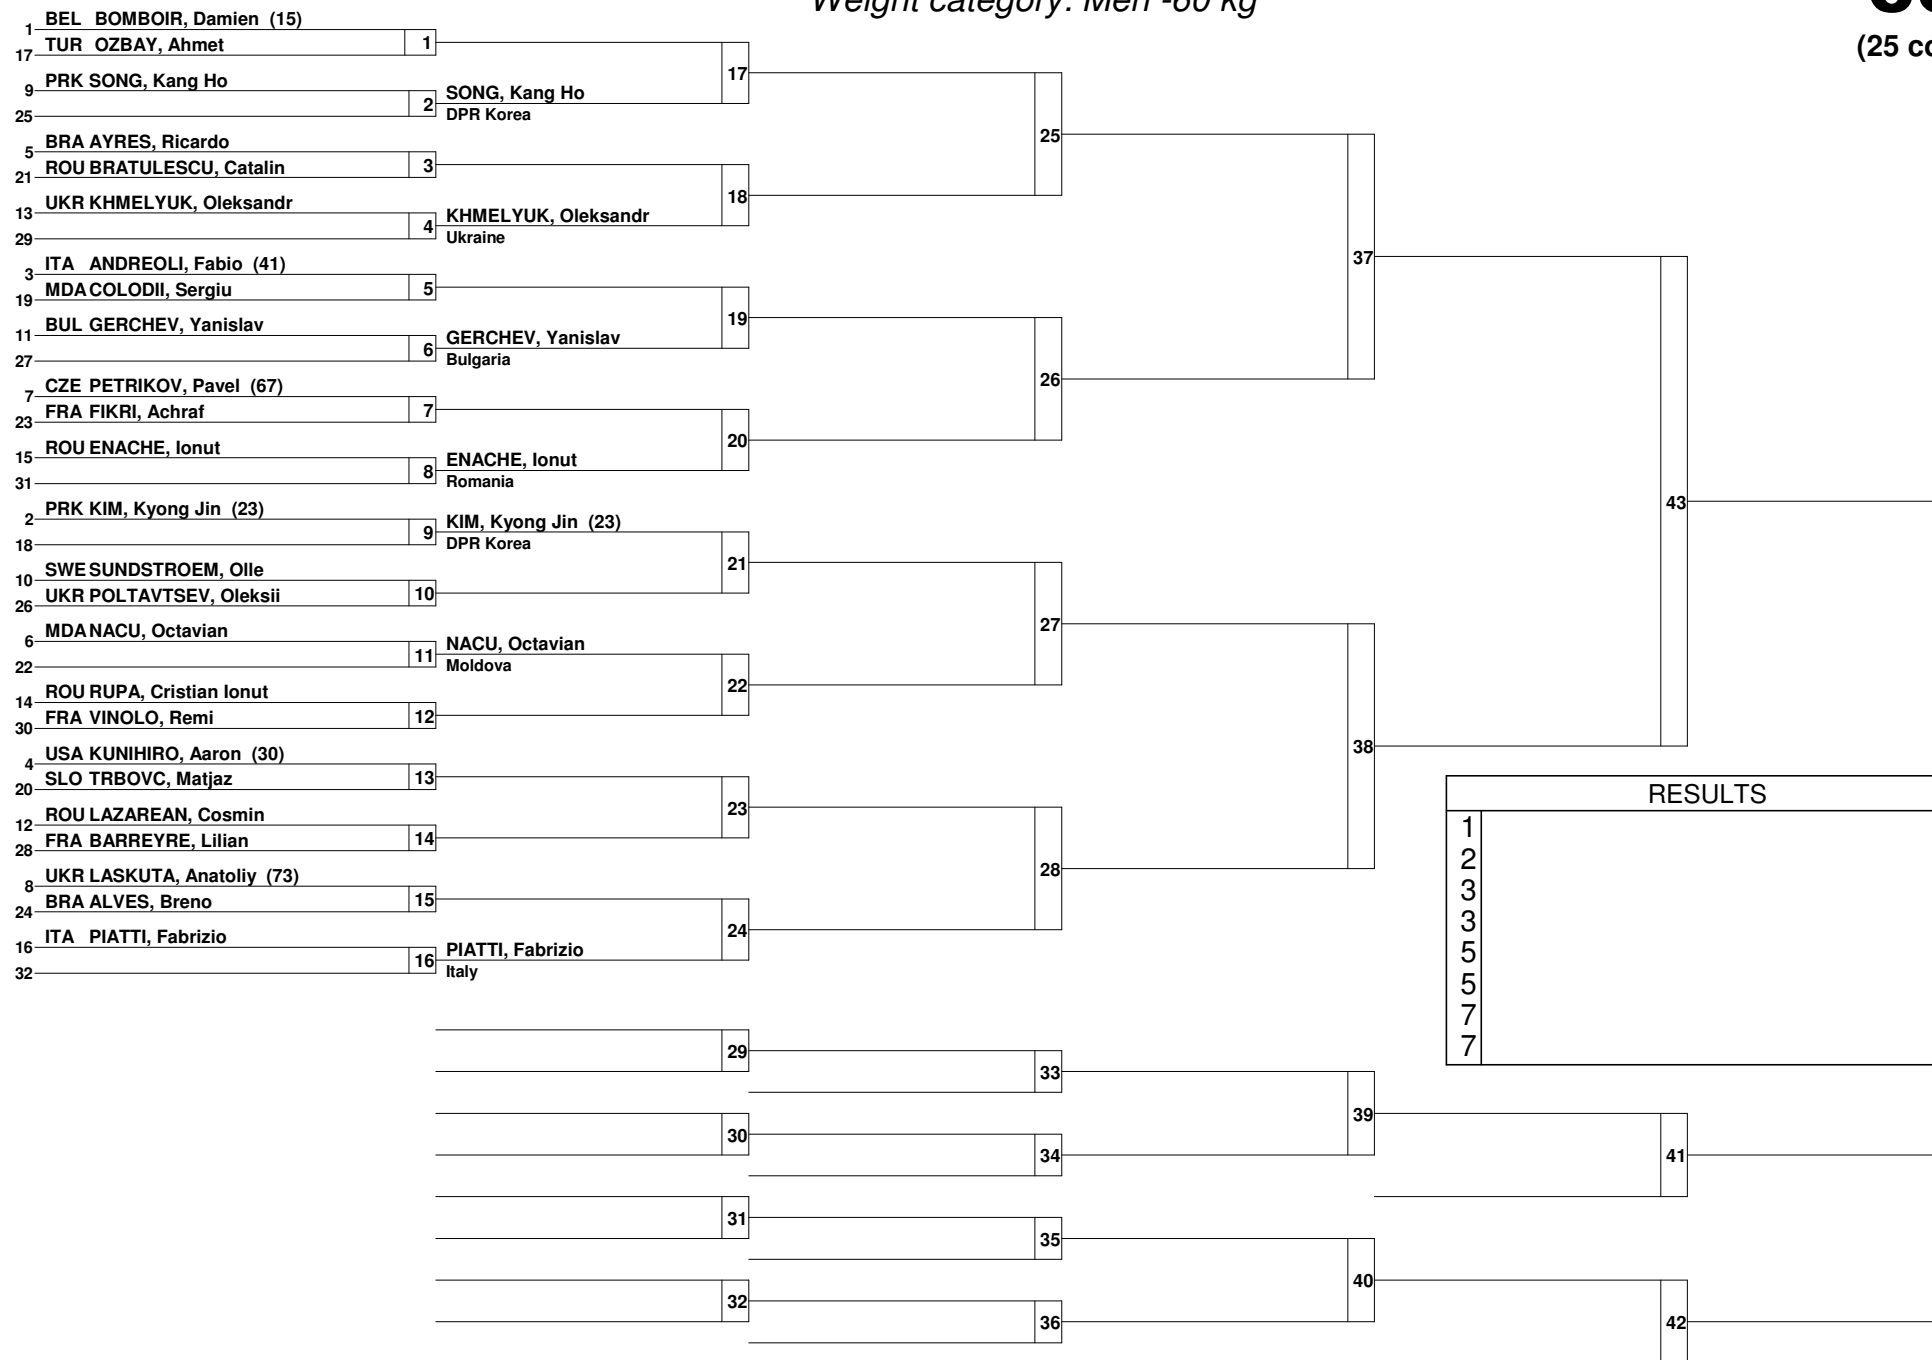 Weight category: Men -60 kg
(25 co
1 BEL BOMBOIR, Damien (15)
17 TUR OZBAY, Ahmet
1
17
9 PRK SONG, Kang Ho
25
2 SONG, Kang Ho
DPR Korea
25
5 BRA AYRES, Ricardo
21 ROU BRATULESCU, Catalin
3
18
13 UKR KHMELYUK, Oleksandr
29
4 KHMELYUK, Oleksandr
Ukraine
37
3 ITA ANDREOLI, Fabio (41)
19 MDA COLODII, Sergiu
5
19
11 BUL GERCHEV, Yanislav
27
6 GERCHEV, Yanislav
Bulgaria
26
7 CZE PETRIKOV, Pavel (67)
23 FRA FIKRI, Achraf
7
20
15 ROU ENACHE, Ionut
31
8 ENACHE, Ionut
Romania
43
2 PRK KIM, Kyong Jin (23)
18
9 KIM, Kyong Jin (23)
DPR Korea
21
10 SWE SUNDSTROEM, Olle
26 UKR POLTAVTSEV, Oleksii
10
27
6 MDA NACU, Octavian
22
11 NACU, Octavian
Moldova
22
14 ROU RUPA, Cristian Ionut
30 FRA VINOLO, Remi
12
38
4 USA KUNIHIRO, Aaron (30)
20 SLO TRBOVC, Matjaz
13
23
12 ROU LAZAREAN, Cosmin
28 FRA BARREYRE, Lilian
14
28
8 UKR LASKUTA, Anatoliy (73)
24 BRA ALVES, Breno
15
24
16 ITA PIATTI, Fabrizio
32
16 PIATTI, Fabrizio
Italy
RESULTS
1
2
3
3
5
5
7
7
29
33
39
30
34
41
31
35
40
32
36
42